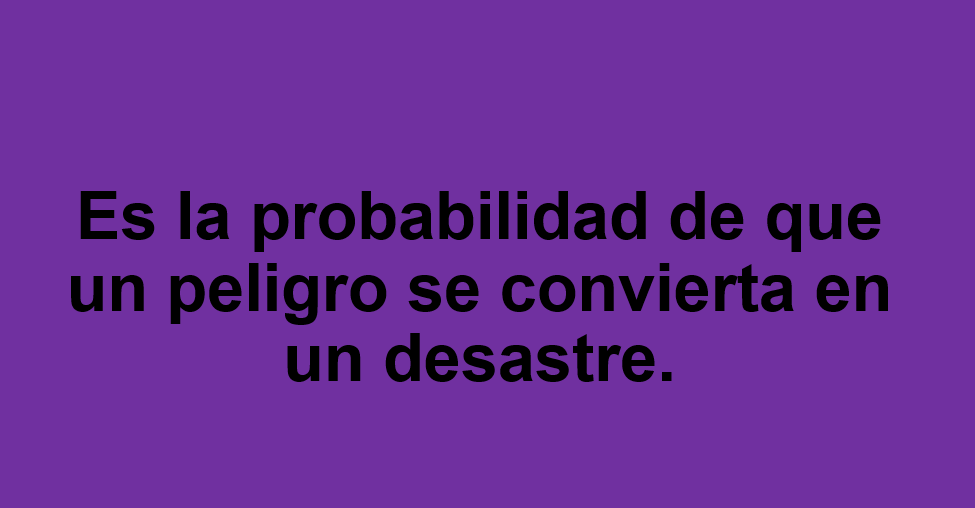 Es la probabilidad de que
un peligro se convierta en
un desastre.